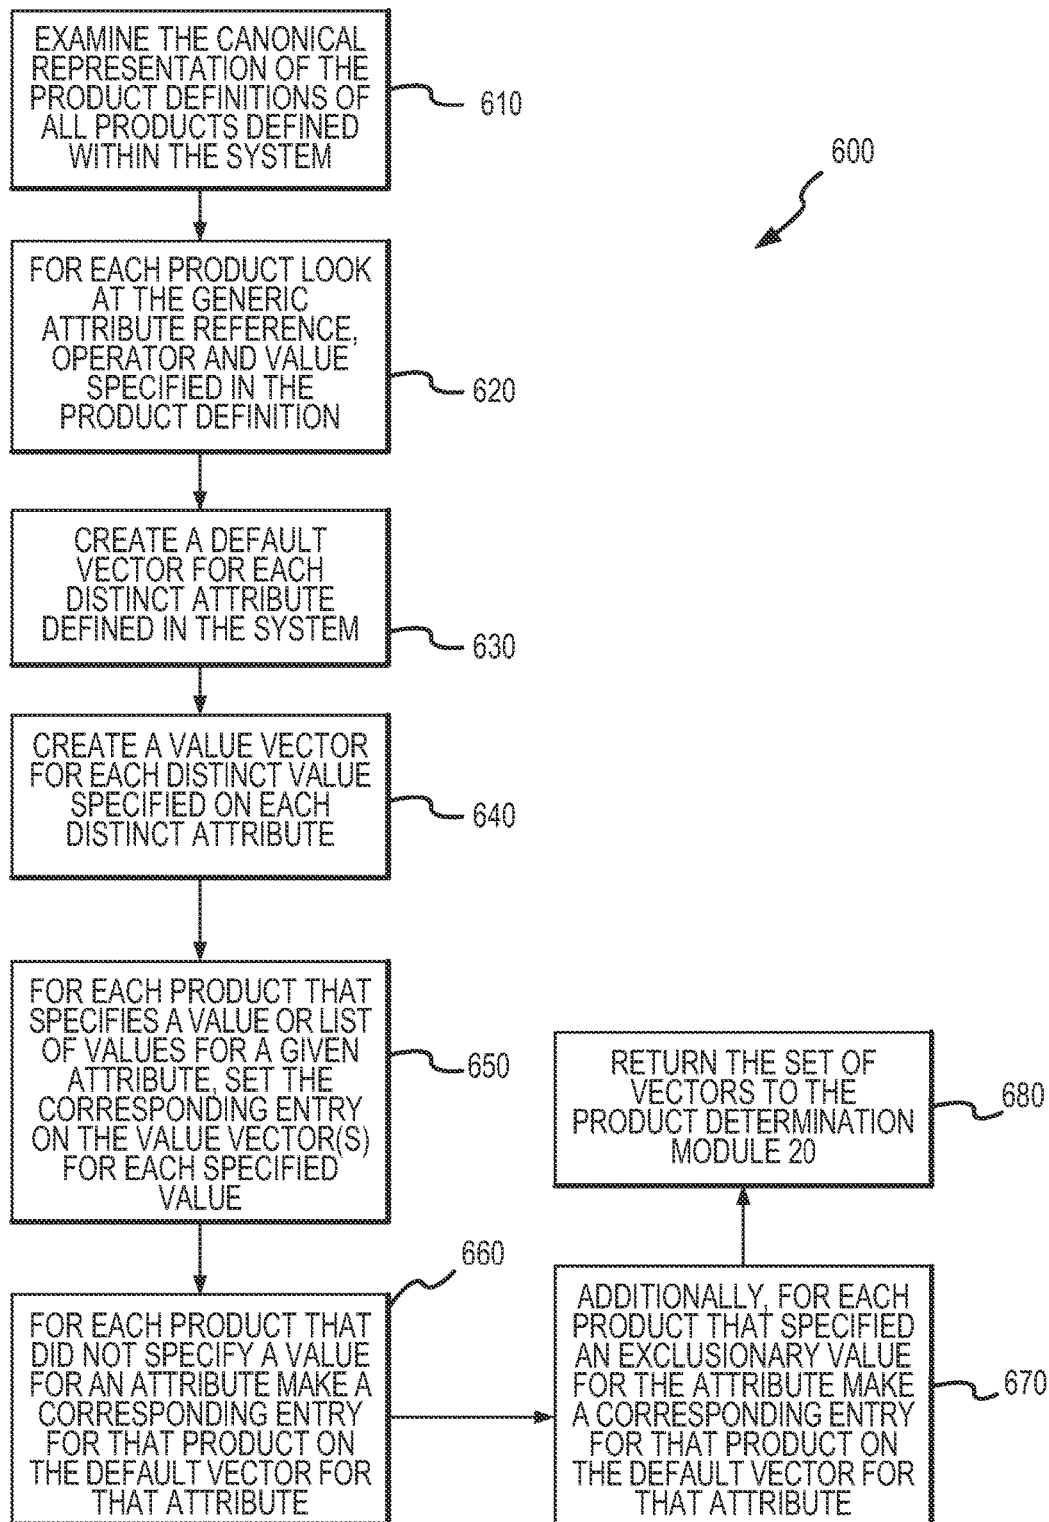 EXAMINE THE CANONICAL
REPRESENTATION OF THE
PRODUCT DEFINITIONS OF
ALL PRODUCTS DEFINED
WITHIN THE SYSTEM
610
600
FOR EACH PRODUCT LOOK
AT THE GENERIC
ATTRIBUTE REFERENCE,
OPERATOR AND VALUE
SPECIFIED IN THE
PRODUCT DEFINITION
620
CREATE A DEFAULT
VECTOR FOR EACH
DISTINCT ATTRIBUTE
DEFINED IN THE SYSTEM
630
CREATE A VALUE VECTOR
FOR EACH DISTINCT VALUE
SPECIFIED ON EACH
DISTINCT ATTRIBUTE
640
FOR EACH PRODUCT THAT
SPECIFIES A VALUE OR LIST
OF VALUES FOR A GIVEN
ATTRIBUTE, SET THE
CORRESPONDING ENTRY
ON THE VALUE VECTOR(S)
FOR EACH SPECIFIED
VALUE
650
FOR EACH PRODUCT THAT
DID NOT SPECIFY A VALUE
FOR AN ATTRIBUTE MAKE A
CORRESPONDING ENTRY
FOR THAT PRODUCT ON
THE DEFAULT VECTOR FOR
THAT ATTRIBUTE
660
ADDITIONALLY, FOR EACH
PRODUCT THAT SPECIFIED
AN EXCLUSIONARY VALUE
FOR THE ATTRIBUTE MAKE
A CORRESPONDING ENTRY
FOR THAT PRODUCT ON
THE DEFAULT VECTOR FOR
THAT ATTRIBUTE
670
RETURN THE SET OF
VECTORS TO THE
PRODUCT DETERMINATION
MODULE 20
680